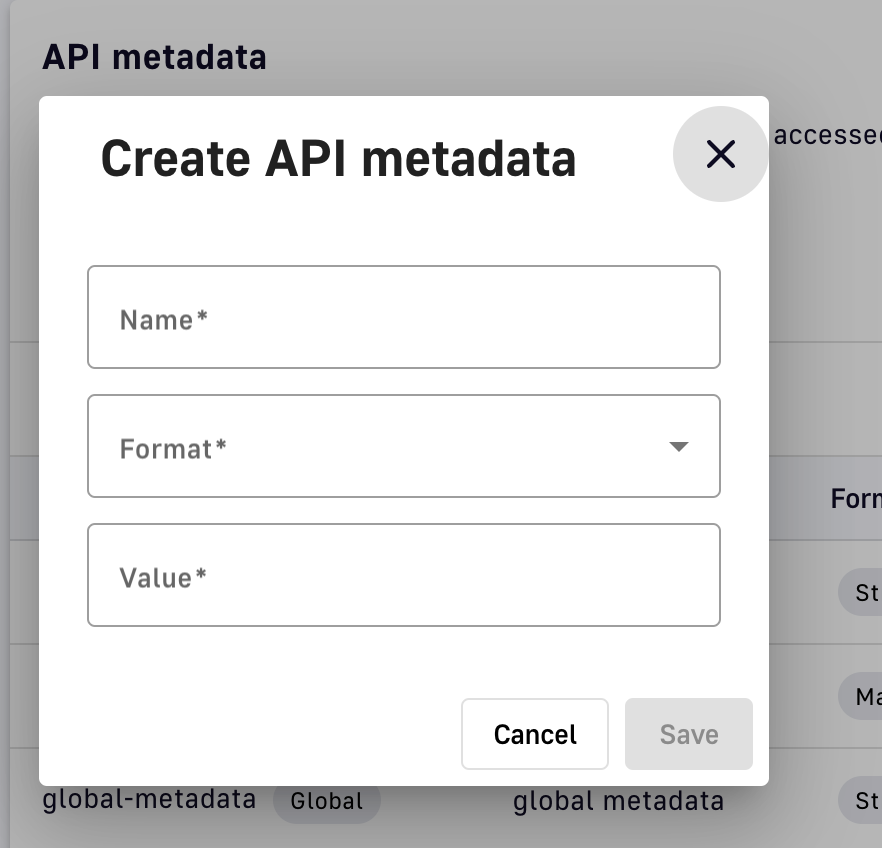 API metadata
accessed
Create API metadata
Name*
Format*
Value*
Form
St
Ma
Cancel
Save
global-metadata
Global
global metadata
St